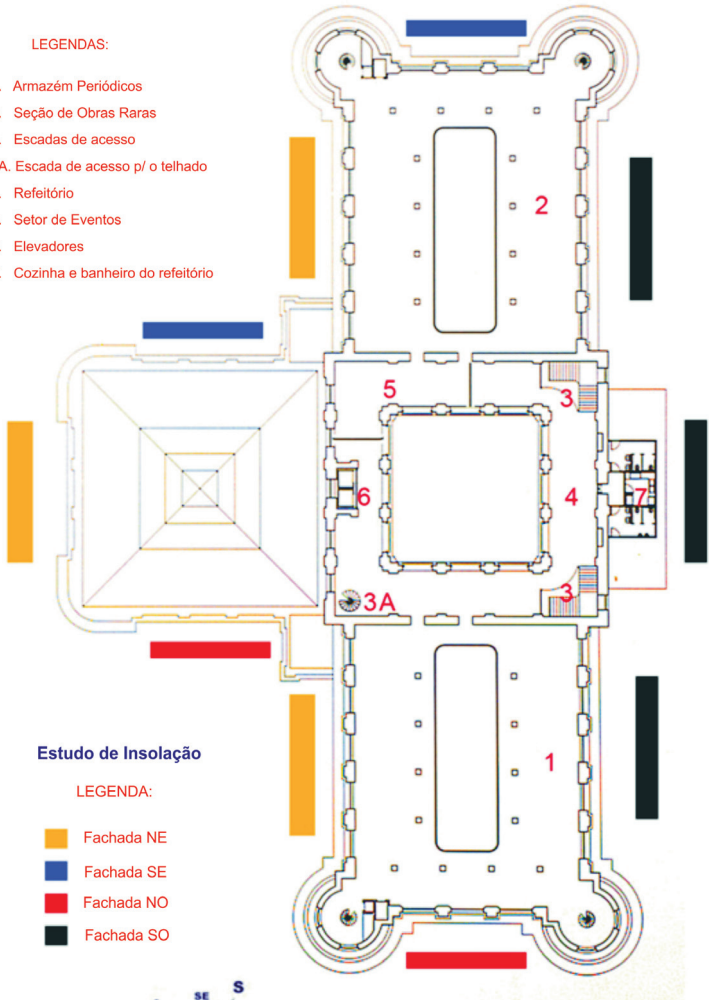 LEGENDAS:
. Armazém Periódicos
. Seção de Obras Raras
. Escadas de acesso
A. Escada de acesso p/ o telhado
. Refeitório
. Setor de Eventos
. Elevadores
. Cozinha e banheiro do refeitório
2
5
3
6
4
7
3A
3
1
Estudo de Insolação
LEGENDA:
Fachada NE
Fachada SE
Fachada NO
Fachada SO
SE S